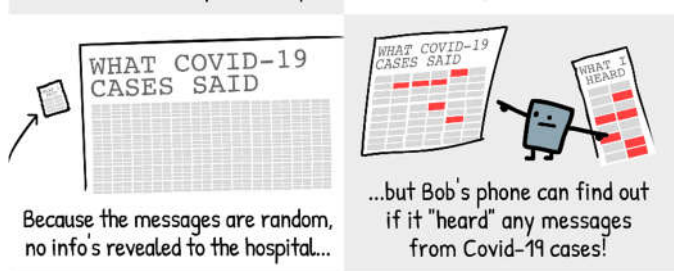 WHAT COVID-19
CASES SAID
Because the messages are random,
no info's revealed to the hospital...
WHAT COVID-19
CASES SAID
WHAT I
HEARD
...but Bob's phone can find out
if it "heard" any messages
from Covid-19 cases!